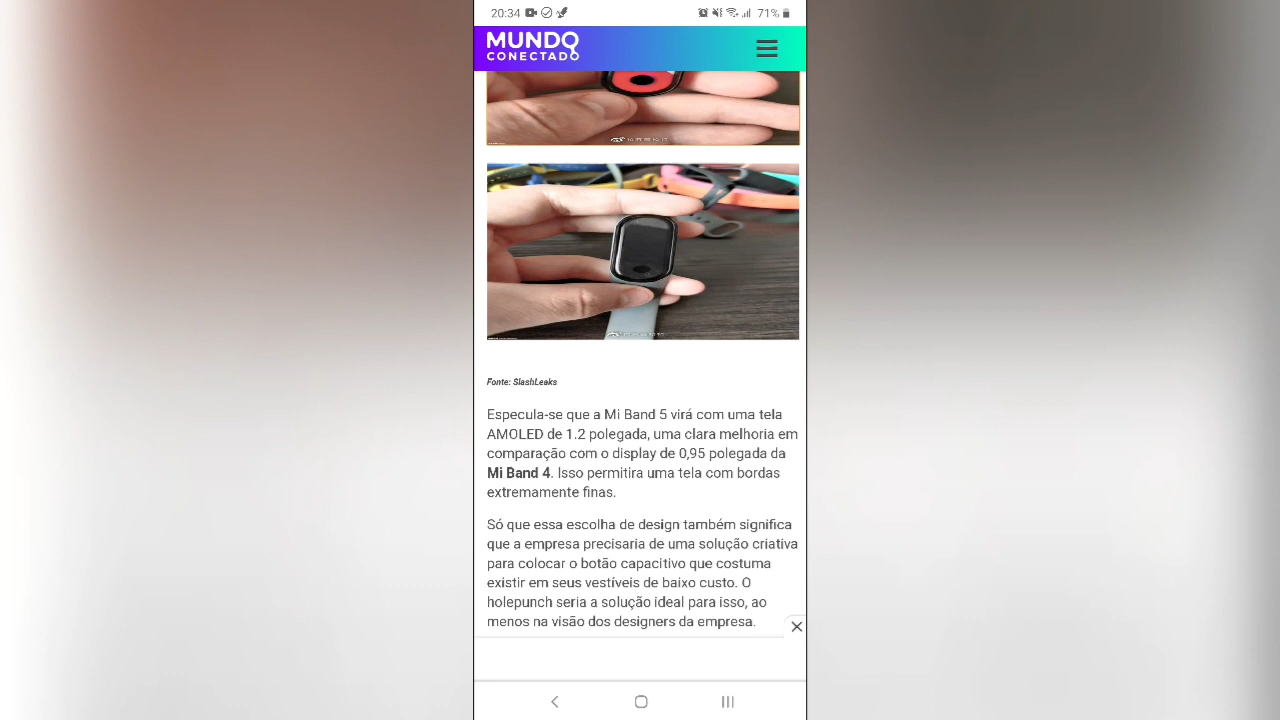 20:34
71%
MUNDO
CONECTADO
Fonte: SlashLeaks
Especula-se que a Mi Band 5 virá com uma tela
AMOLED de 1.2 polegada, uma clara melhoria em
comparação com o display de 0,95 polegada da
Mi Band 4. Isso permitira uma tela com bordas
extremamente finas.
Só que essa escolha de design também significa
que a empresa precisaria de uma solução criativa
para colocar o botão capacitivo que costuma
existir em seus vestíveis de baixo custo. O
holepunch seria a solução ideal para isso, ao
menos na visão dos designers da empresa.